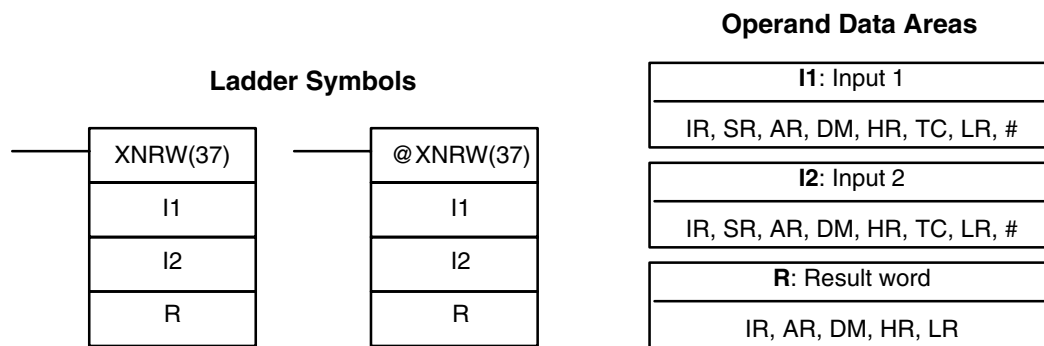 Ladder Symbols
XNRW(37)
I1
I2
R
@XNRW(37)
I1
I2
R
Operand Data Areas
I1: Input 1
IR, SR, AR, DM, HR, TC, LR, #
I2: Input 2
IR, SR, AR, DM, HR, TC, LR, #
R: Result word
IR, AR, DM, HR, LR